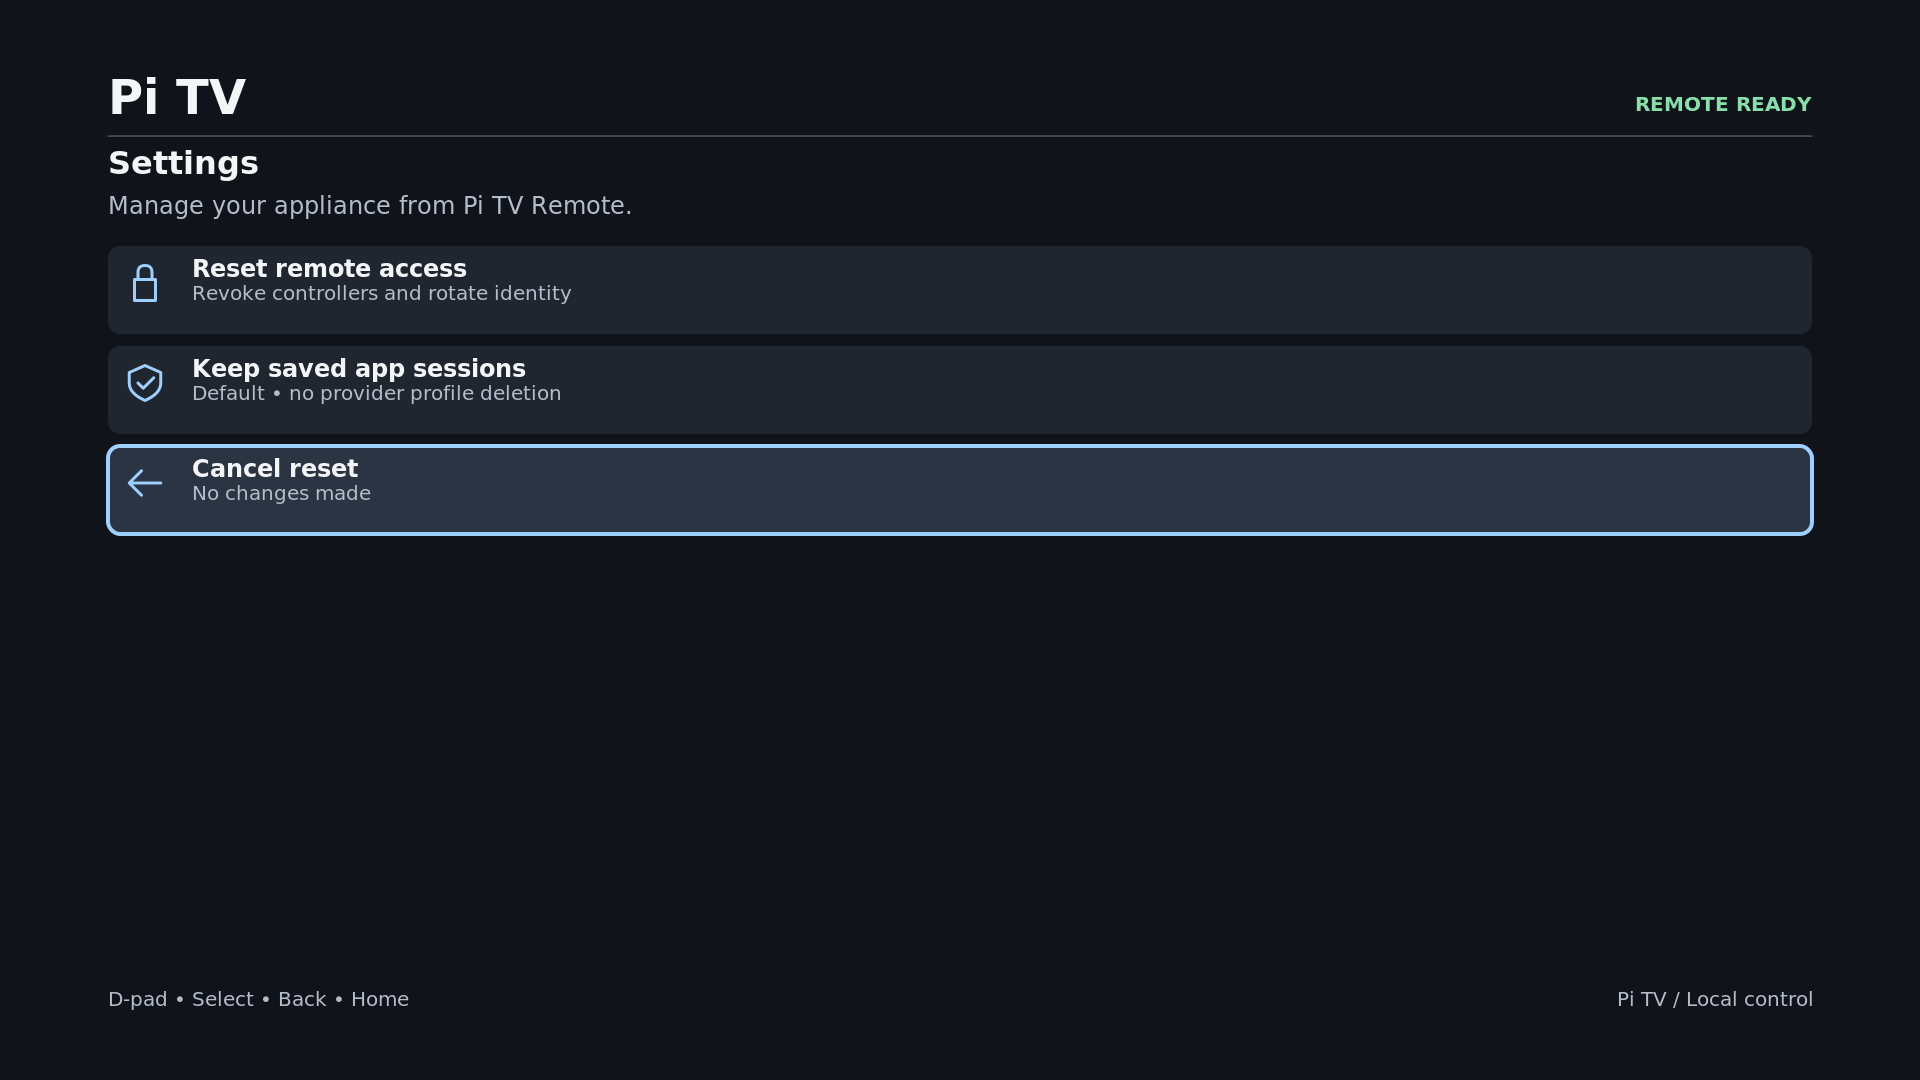 Pi TV
REMOTE READY
Settings
Manage your appliance from Pi TV Remote.
Reset remote access
Revoke controllers and rotate identity
Keep saved app sessions
Default • no provider profile deletion
Cancel reset
No changes made
D-pad • Select • Back • Home
Pi TV / Local control